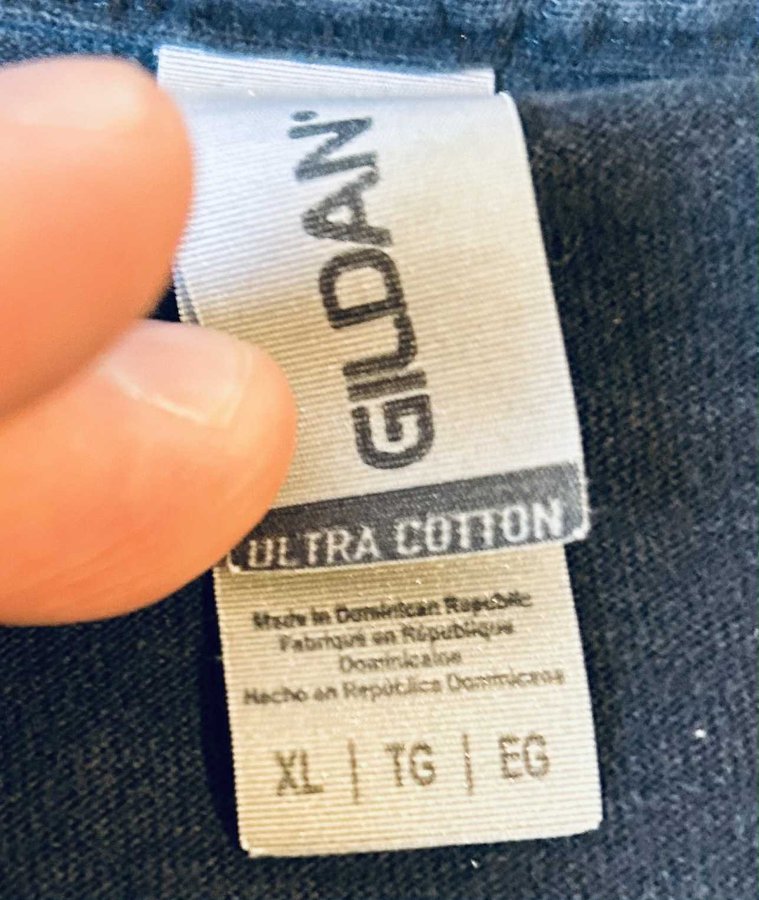 GILDAN
ULTRA COTTON
Made in Dominican Republic
Fabriqué en République
Dominicaine
Hecho en República Dominicana
XL | TG | EG